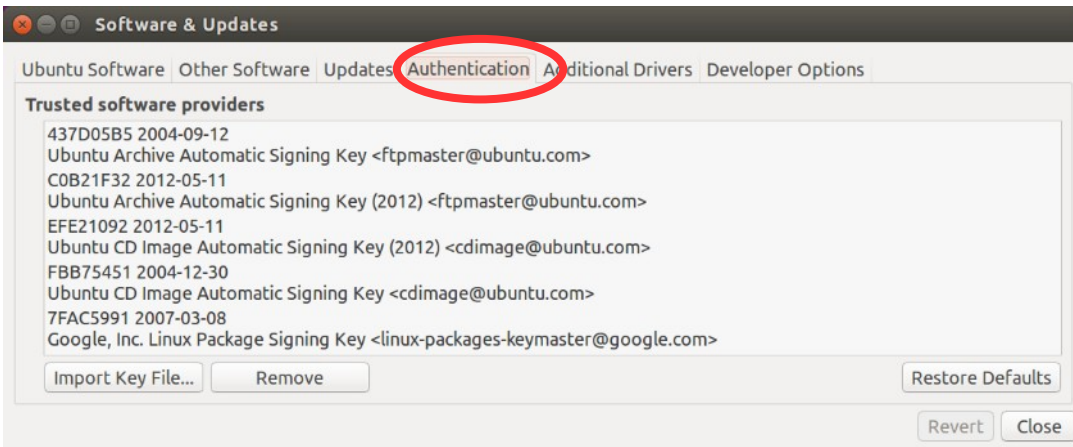 Software & Updates
Ubuntu Software Other Software Updates Authentication Additional Drivers Developer Options
Trusted software providers
437D05B5 2004-09-12
Ubuntu Archive Automatic Signing Key <ftpmaster@ubuntu.com>
C0B21F32 2012-05-11
Ubuntu Archive Automatic Signing Key (2012) <ftpmaster@ubuntu.com>
EFE21092 2012-05-11
Ubuntu CD Image Automatic Signing Key (2012) <cdimage@ubuntu.com>
FBB75451 2004-12-30
Ubuntu CD Image Automatic Signing Key <cdimage@ubuntu.com>
7FAC5991 2007-03-08
Google, Inc. Linux Package Signing Key <linux-packages-keymaster@google.com>
Import Key File... Remove Restore Defaults
Revert Close